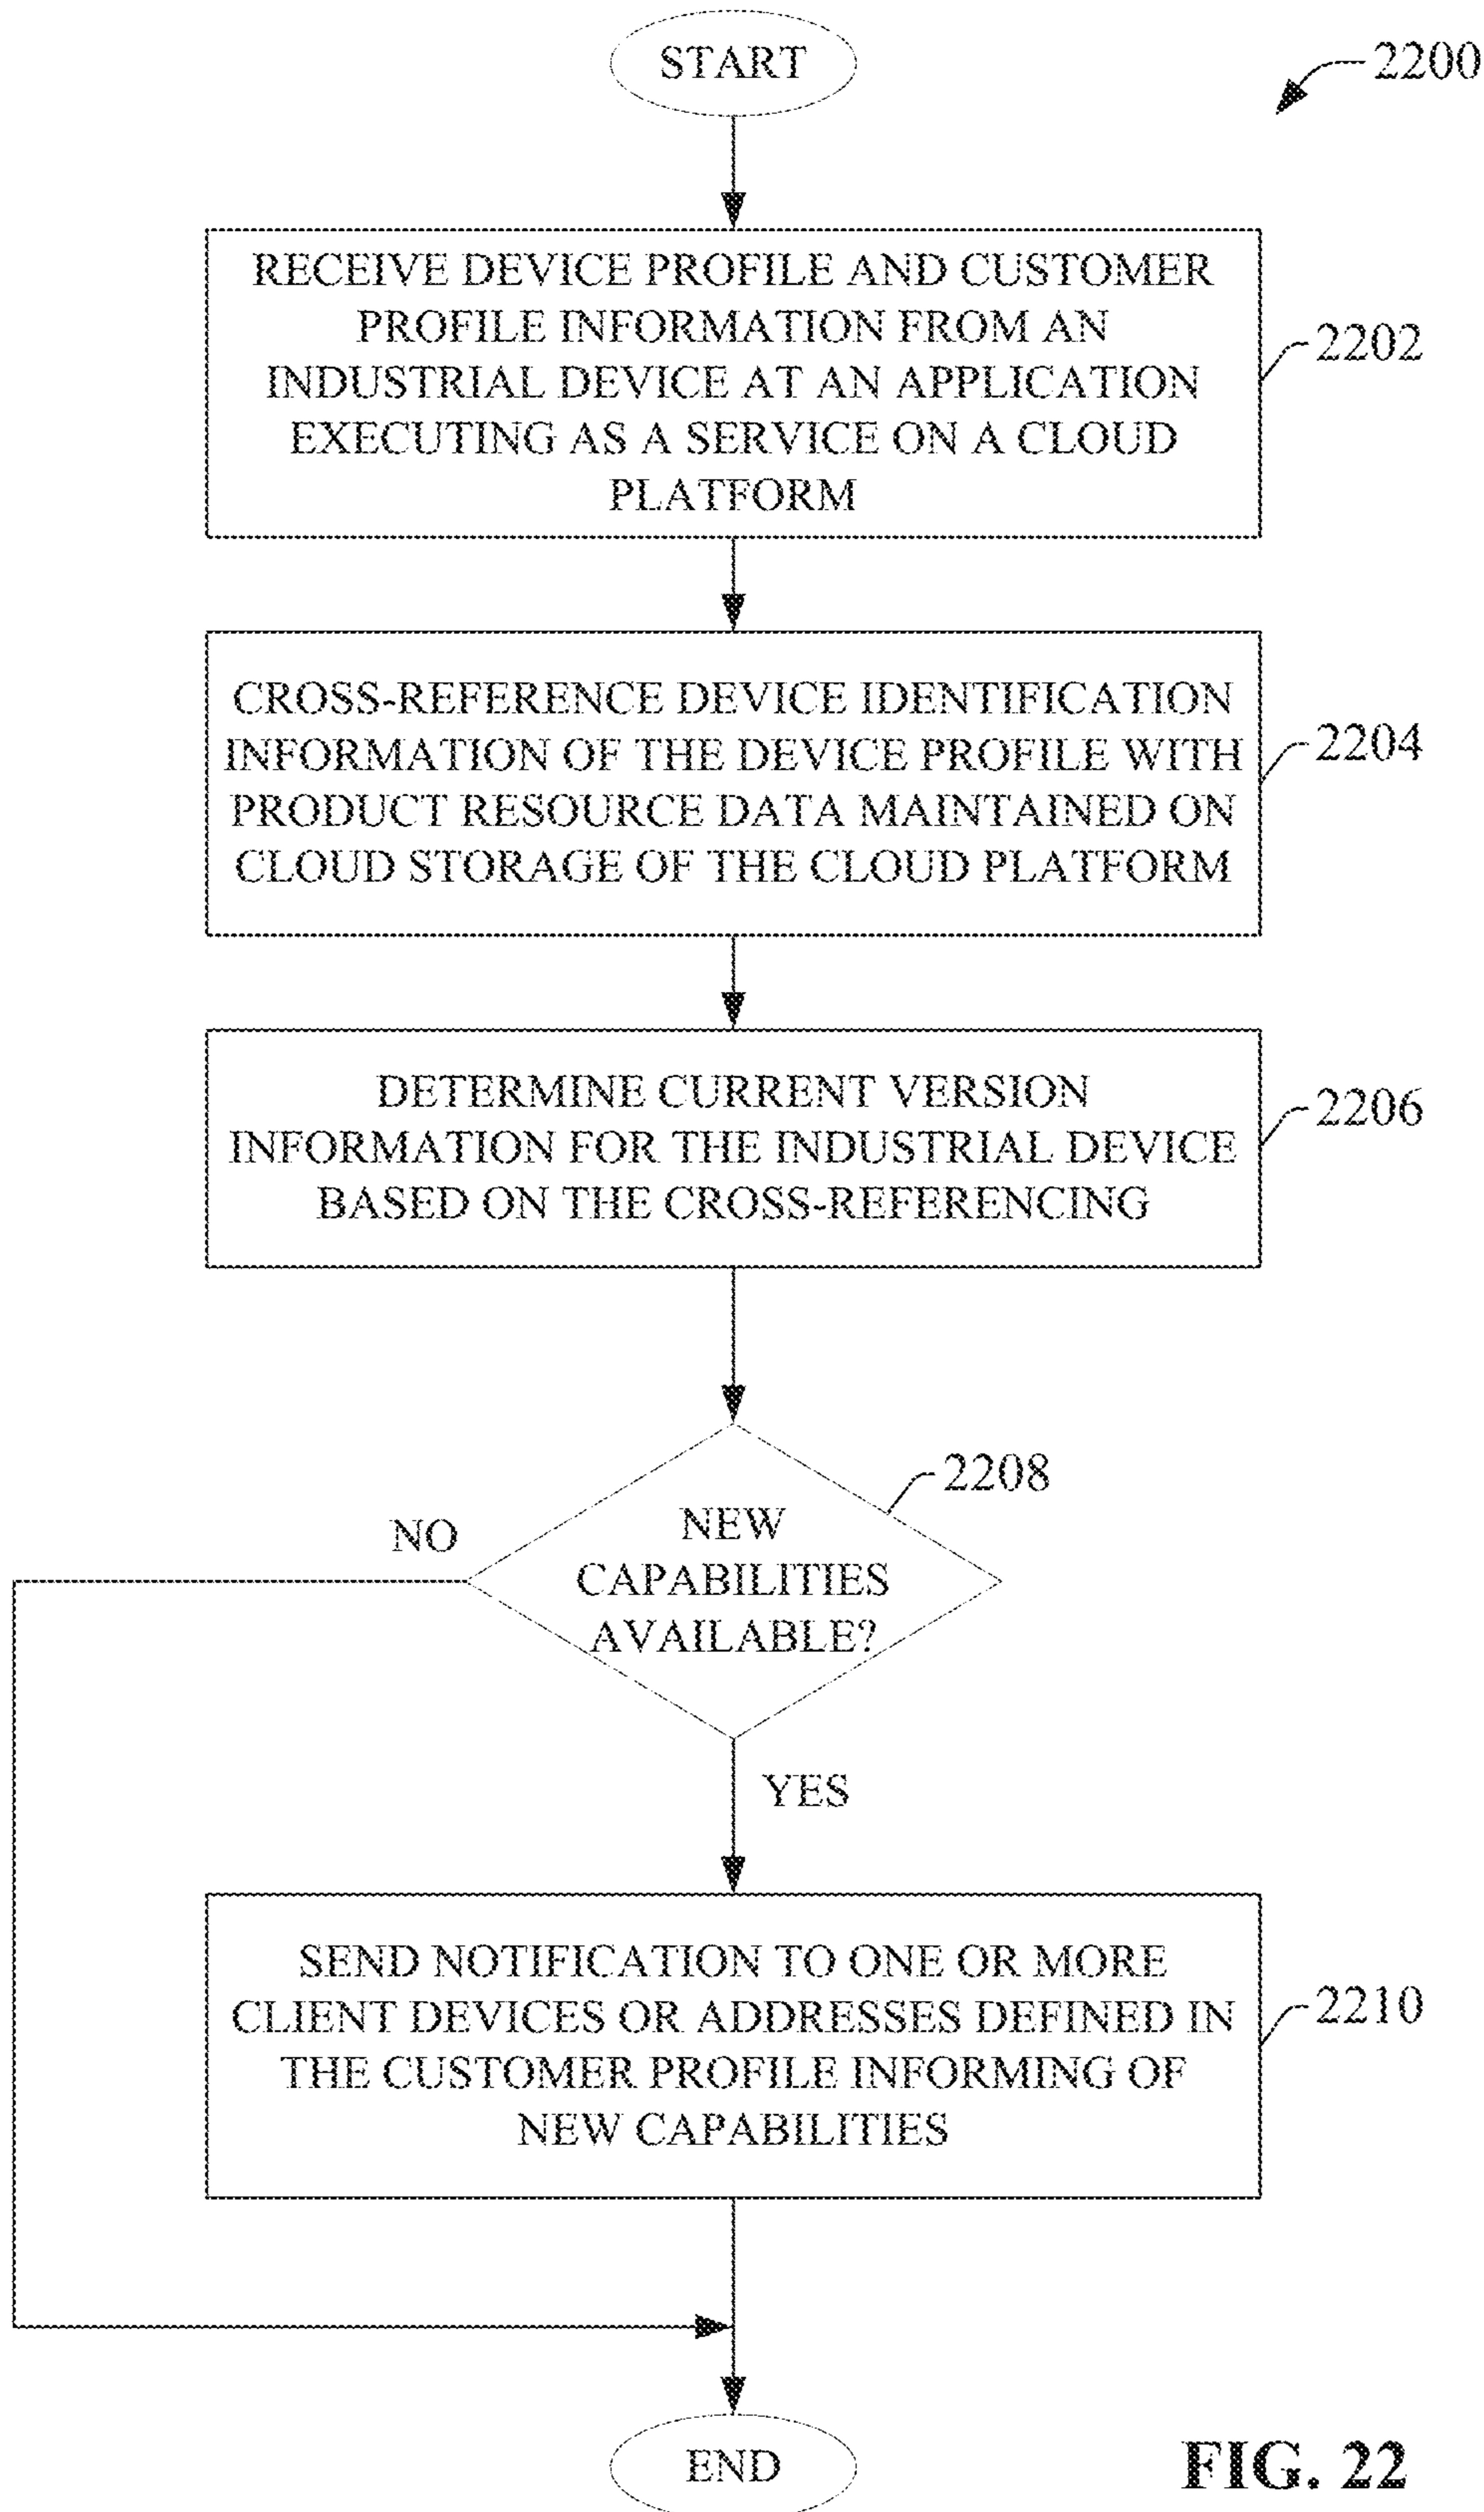 START
2200
RECEIVE DEVICE PROFILE AND CUSTOMER
PROFILE INFORMATION FROM AN
INDUSTRIAL DEVICE AT AN APPLICATION
EXECUTING AS A SERVICE ON A CLOUD
PLATFORM
2202
CROSS-REFERENCE DEVICE IDENTIFICATION
INFORMATION OF THE DEVICE PROFILE WITH
PRODUCT RESOURCE DATA MAINTAINED ON
CLOUD STORAGE OF THE CLOUD PLATFORM
2204
DETERMINE CURRENT VERSION
INFORMATION FOR THE INDUSTRIAL DEVICE
BASED ON THE CROSS-REFERENCING
2206
2208
NEW
CAPABILITIES
AVAILABLE?
NO
YES
SEND NOTIFICATION TO ONE OR MORE
CLIENT DEVICES OR ADDRESSES DEFINED IN
THE CUSTOMER PROFILE INFORMING OF
NEW CAPABILITIES
2210
END
FIG. 22